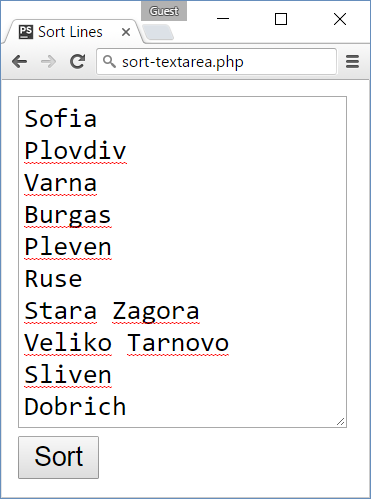 Guest
PS Sort Lines
sort-textarea.php
Sofia
Plovdiv
Varna
Burgas
Pleven
Ruse
Stara Zagora
Veliko Tarnovo
Sliven
Dobrich
Sort